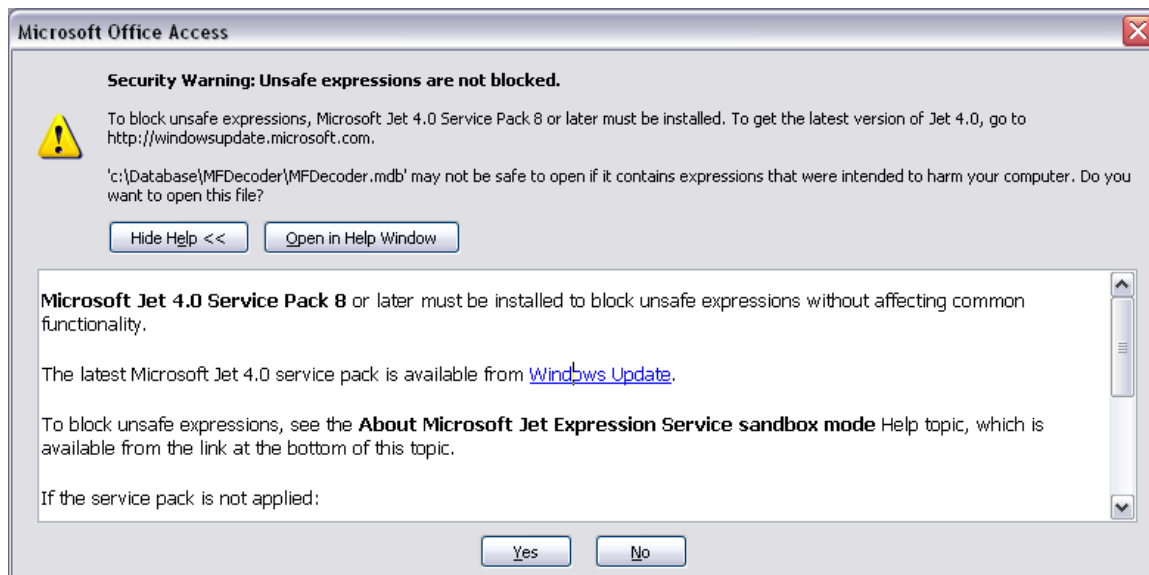 Microsoft Office Access
Security Warning: Unsafe expressions are not blocked.
To block unsafe expressions, Microsoft Jet 4.0 Service Pack 8 or later must be installed. To get the latest version of Jet 4.0, go to
http://windowsupdate.microsoft.com.
'c:\Database\MFDecoder\MFDecoder.mdb' may not be safe to open if it contains expressions that were intended to harm your computer. Do you
want to open this file?
Hide Help <<
Open in Help Window
Microsoft Jet 4.0 Service Pack 8 or later must be installed to block unsafe expressions without affecting common
functionality.
The latest Microsoft Jet 4.0 service pack is available from Windows Update.
To block unsafe expressions, see the About Microsoft Jet Expression Service sandbox mode Help topic, which is
available from the link at the bottom of this topic.
If the service pack is not applied:
Yes
No